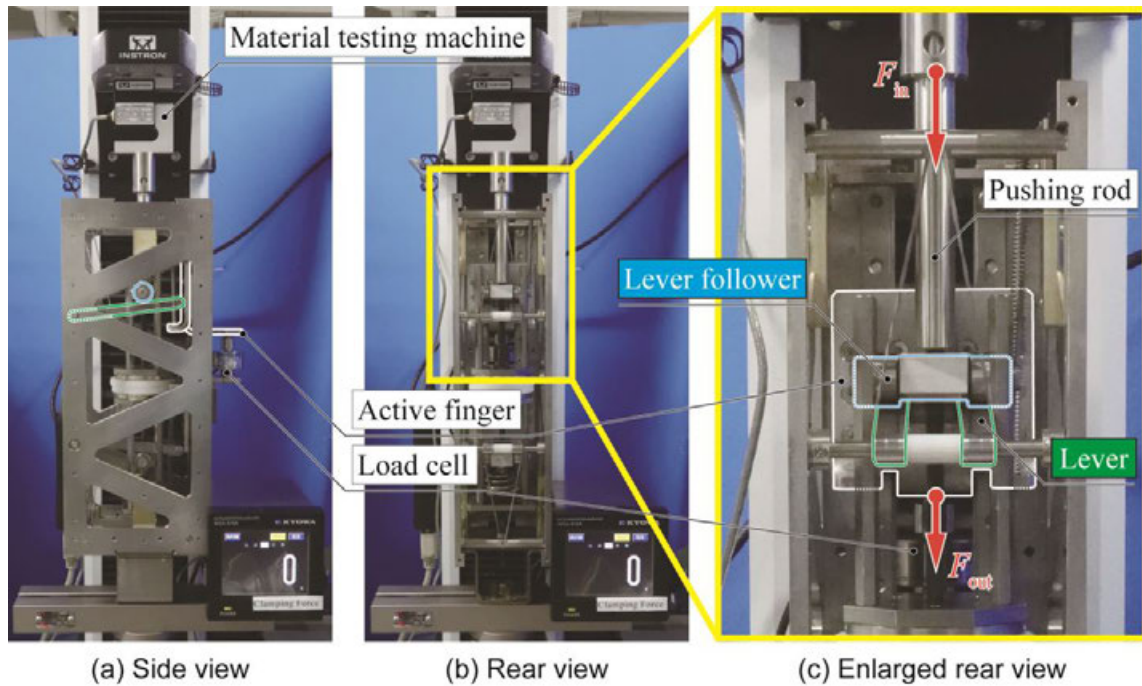 Material testing machine
INSTRON
Active finger
Load cell
KYOWA
0
Clamping Force
KYOWA
0
Clamping Force
F in
Pushing rod
Lever follower
Lever
F out
(a) Side view
(b) Rear view
(c) Enlarged rear view